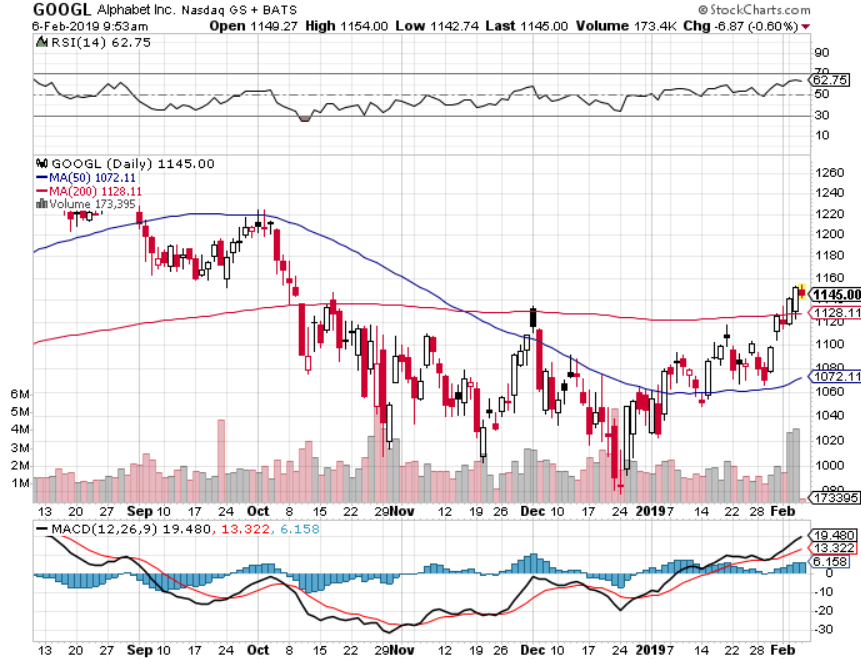 GOOGL Alphabet Inc. Nasdaq GS + BATS © StockCharts.com
6-Feb-2019 9:53am Open 1149.27 High 1154.00 Low 1142.74 Last 1145.00 Volume 173.4K Chg -6.87 (-0.60%)
RSI(14) 62.75
90
70
62.75
50
30
10
GOOGL (Daily) 1145.00
MA(50) 1072.11
MA(200) 1128.11
Volume 173,395
1260
1240
1220
1200
1180
1160
1145.00
1128.11
1120
1100
1080
1072.11
1060
1040
1020
1000
980
173395
6M
5M
4M
3M
2M
1M
13 20 27 Sep 10 17 24 Oct 8 15 22 Nov 12 19 26 Dec 10 17 24 2019 7 14 22 28 Feb
MACD(12,26,9) 19.480, 13.322, 6.158
19.480
13.322
6.158
0
-10
-20
-30
13 20 27 Sep 10 17 24 Oct 8 15 22 Nov 12 19 26 Dec 10 17 24 2019 7 14 22 28 Feb